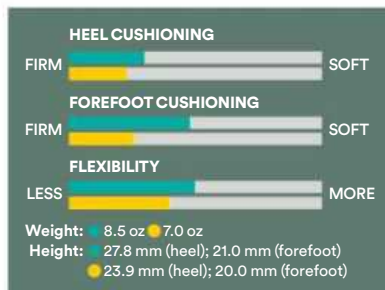 HEEL CUSHIONING
FIRM SOFT
FOREFOOT CUSHIONING
FIRM SOFT
FLEXIBILITY
LESS MORE
Weight: 8.5 oz 7.0 oz
Height: 27.8 mm (heel); 21.0 mm (forefoot)
23.9 mm (heel); 20.0 mm (forefoot)